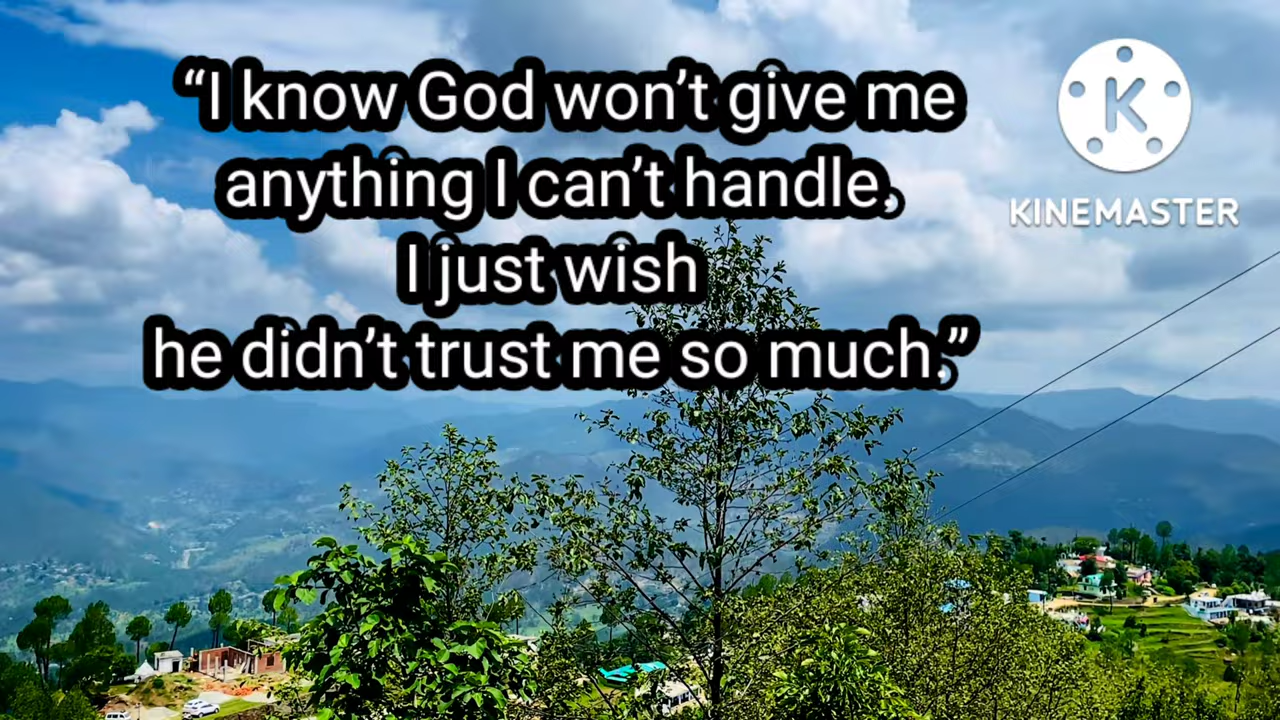 “I know God won’t give me
anything I can’t handle.
I just wish
he didn’t trust me so much.”
K
KINEMASTER